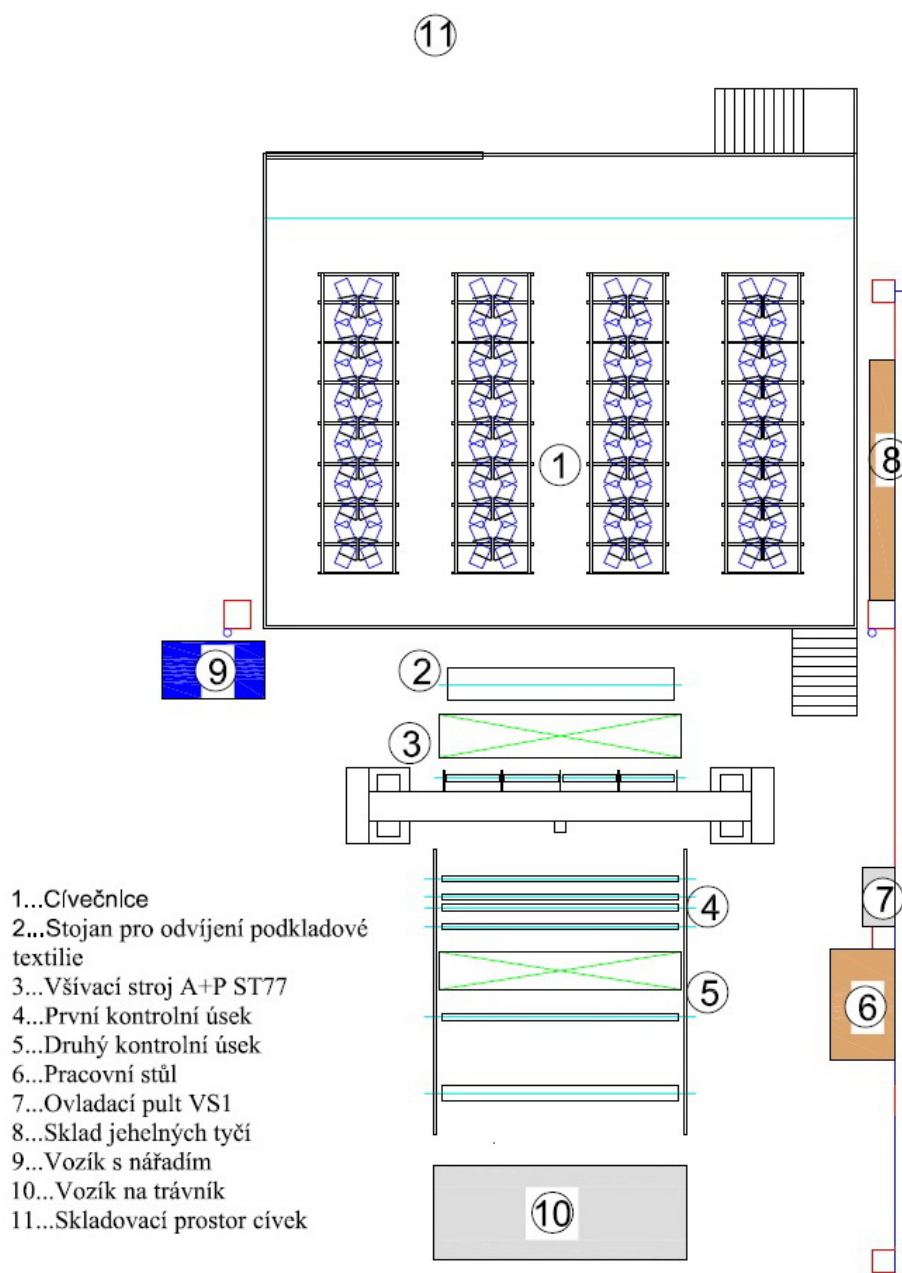 11
1
8
9
2
3
7
4
5
6
1...Cívečnice
2...Stojan pro odvíjení podkladové
textilie
3...Všívací stroj A+P ST77
4...První kontrolní úsek
5...Druhý kontrolní úsek
6...Pracovní stůl
7...Ovladací pult VS1
8...Sklad jehelných tyčí
9...Vozík s nářadím
10...Vozík na trávník
11...Skladovací prostor cívek
10